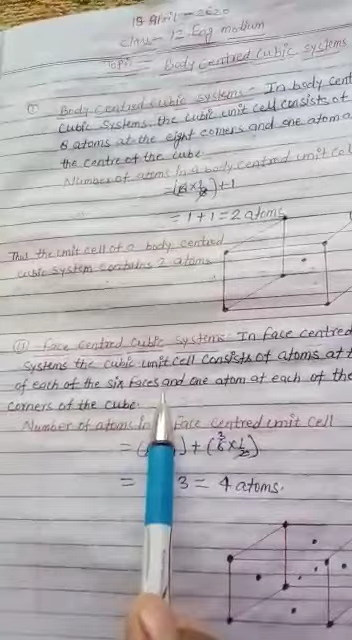 18 April - 2020
Class - 12 Eng medium
Topic - Body Centred Cubic systems
(i) Body Centred Cubic systems - In body cent
Cubic Systems, the cubic unit cell consists of
8 atoms at the eight corners and one atom a
the centre of the cube.
Number of atoms in a body centred unit cel
= (8 × 1/8) + 1
= 1 + 1 = 2 atoms
Thus the unit cell of a body centred
cubic system contains 2 atoms
(ii) Face Centred Cubic Systems: In face centred
systems the cubic unit cell consists of atoms at t
of each of the six faces and one atom at each of the
corners of the cube.
Number of atoms in face centred unit cell
= ( ) + (6 × 1/2)
= 3 = 4 atoms.